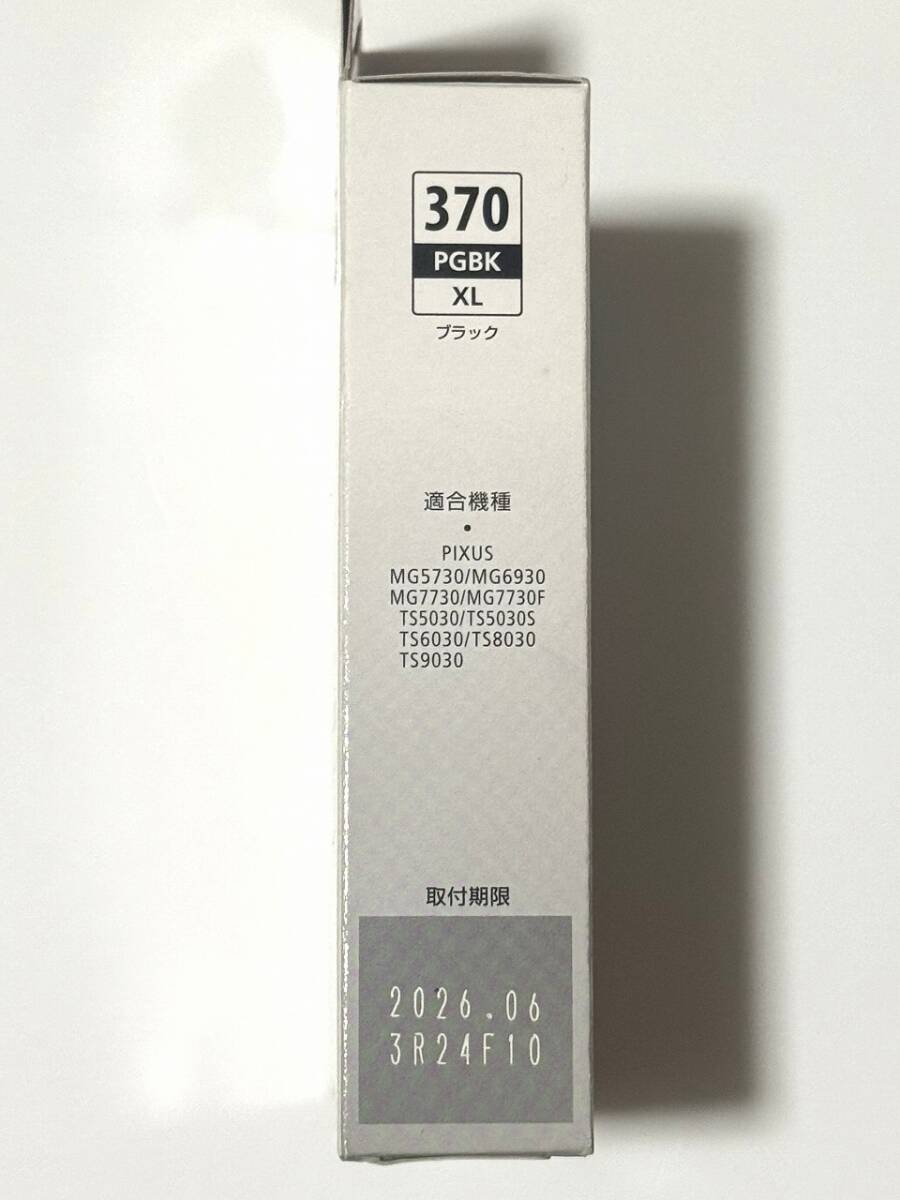 370
PGBK
XL
ブラック
適合機種
●
PIXUS
MG5730/MG6930
MG7730/MG7730F
TS5030/TS5030S
TS6030/TS8030
TS9030
取付期限
2026.06
3R24F10